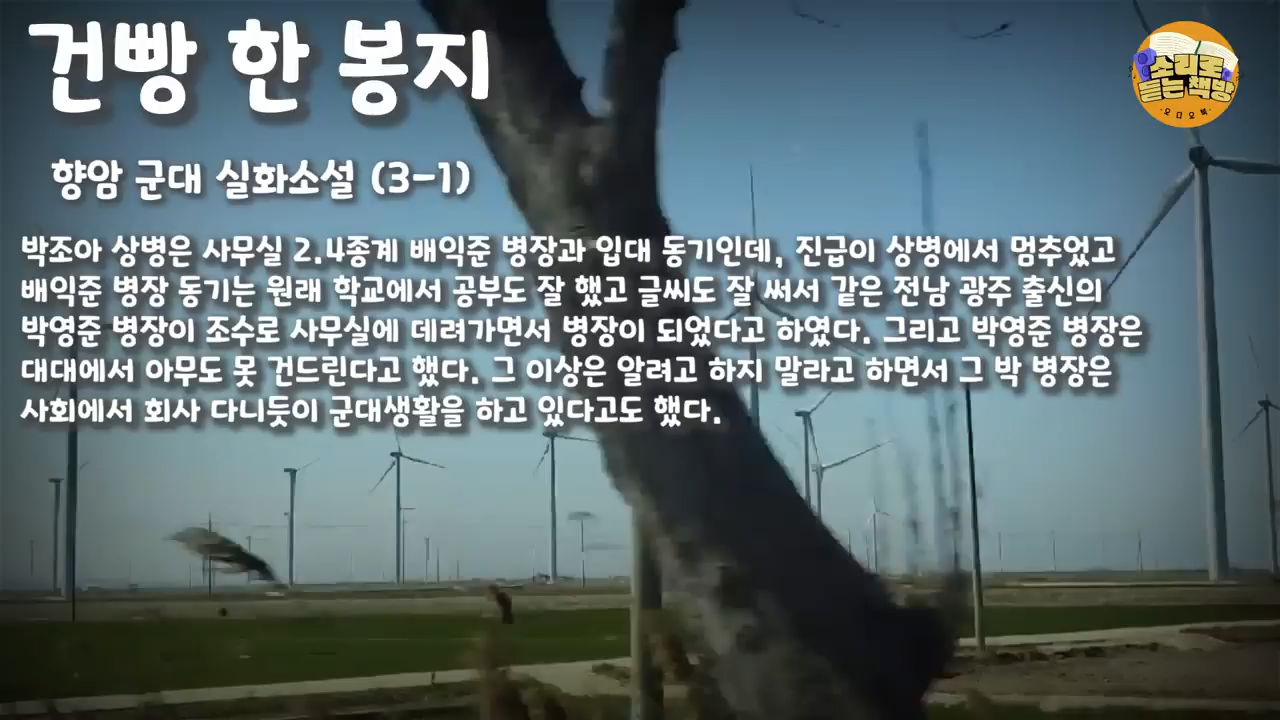 건빵 한 봉지
소리로
듣는 책방
오디오북
향암 군대 실화소설 (3-1)
박조아 상병은 사무실 2.4종계 배익준 병장과 입대 동기인데, 진급이 상병에서 멈추었고
배익준 병장 동기는 원래 학교에서 공부도 잘 했고 글씨도 잘 써서 같은 전남 광주 출신의
박영준 병장이 조수로 사무실에 데려가면서 병장이 되었다고 하였다. 그리고 박영준 병장은
대대에서 아무도 못 건드린다고 했다. 그 이상은 알려고 하지 말라고 하면서 그 박 병장은
사회에서 회사 다니듯이 군대생활을 하고 있다고도 했다.